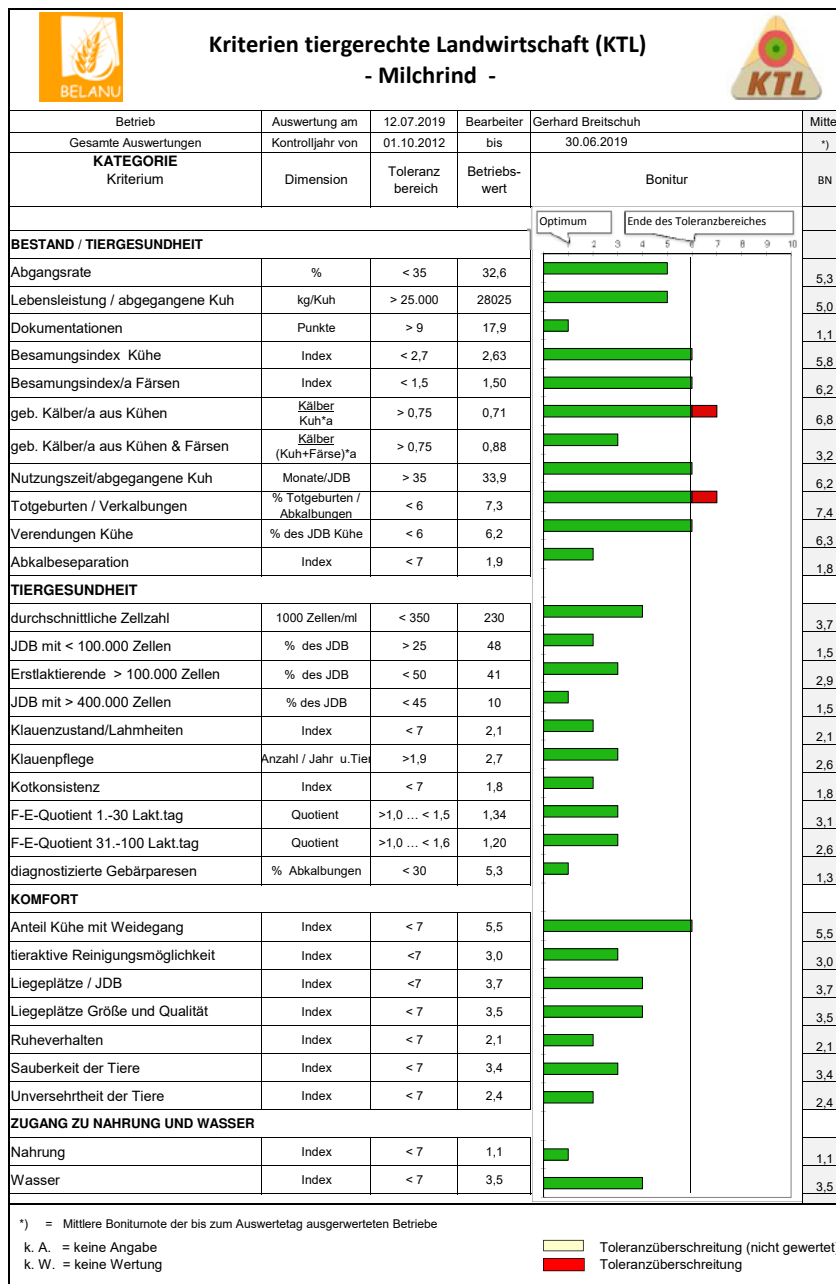 BELANU
Kriterien tiergerechte Landwirtschaft (KTL)
- Milchrind -
KTL
Betrieb Auswertung am 12.07.2019 Bearbeiter Gerhard Breitschuh Mitte
Gesamte Auswertungen Kontrolljahr von 01.10.2012 bis 30.06.2019 *)
KATEGORIE
Kriterium Dimension Toleranz bereich Betriebs- wert Bonitur BN
Optimum Ende des Toleranzbereiches
1 2 3 4 5 6 7 8 9 10
BESTAND / TIERGESUNDHEIT
Abgangsrate % < 35 32,6 5,3
Lebensleistung / abgegangene Kuh kg/Kuh > 25.000 28025 5,0
Dokumentationen Punkte > 9 17,9 1,1
Besamungsindex Kühe Index < 2,7 2,63 5,8
Besamungsindex/a Färsen Index < 1,5 1,50 6,2
geb. Kälber/a aus Kühen Kälber Kuh*a > 0,75 0,71 6,8
geb. Kälber/a aus Kühen & Färsen Kälber (Kuh+Färse)*a > 0,75 0,88 3,2
Nutzungszeit/abgegangene Kuh Monate/JDB > 35 33,9 6,2
Totgeburten / Verkalbungen % Totgeburten / Abkalbungen < 6 7,3 7,4
Verendungen Kühe % des JDB Kühe < 6 6,2 6,3
Abkalbeseparation Index < 7 1,9 1,8
TIERGESUNDHEIT
durchschnittliche Zellzahl 1000 Zellen/ml < 350 230 3,7
JDB mit < 100.000 Zellen % des JDB > 25 48 1,5
Erstlaktierende > 100.000 Zellen % des JDB < 50 41 2,9
JDB mit > 400.000 Zellen % des JDB < 45 10 1,5
Klauenzustand/Lahmheiten Index < 7 2,1 2,1
Klauenpflege Anzahl / Jahr u.Tier >1,9 2,7 2,6
Kotkonsistenz Index < 7 1,8 1,8
F-E-Quotient 1.-30 Lakt.tag Quotient >1,0 ... < 1,5 1,34 3,1
F-E-Quotient 31.-100 Lakt.tag Quotient >1,0 ... < 1,6 1,20 2,6
diagnostizierte Gebärparesen % Abkalbungen < 30 5,3 1,3
KOMFORT
Anteil Kühe mit Weidegang Index < 7 5,5 5,5
tieraktive Reinigungsmöglichkeit Index <7 3,0 3,0
Liegeplätze / JDB Index <7 3,7 3,7
Liegeplätze Größe und Qualität Index < 7 3,5 3,5
Ruheverhalten Index < 7 2,1 2,1
Sauberkeit der Tiere Index < 7 3,4 3,4
Unversehrtheit der Tiere Index < 7 2,4 2,4
ZUGANG ZU NAHRUNG UND WASSER
Nahrung Index < 7 1,1 1,1
Wasser Index < 7 3,5 3,5
*) = Mittlere Boniturnote der bis zum Auswertetag ausgerwerteten Betriebe
k. A. = keine Angabe Toleranzüberschreitung (nicht gewertet)
k. W. = keine Wertung Toleranzüberschreitung